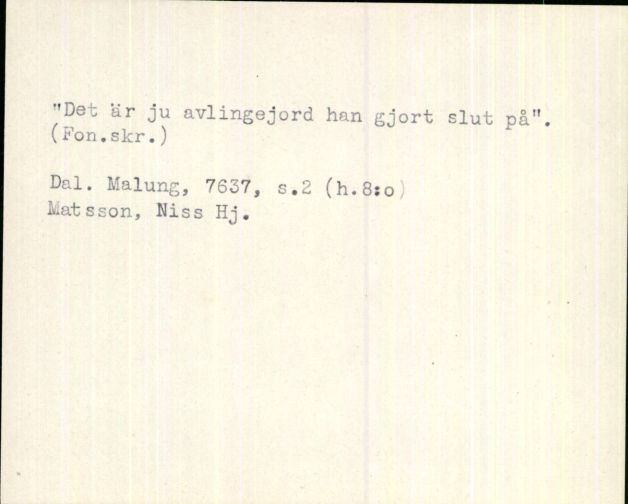 "Det är ju avlingejord han gjort slut på".
(Fon.skr.)
Dal. Malung, 7637, s.2 (h.8:o)
Matsson, Niss Hj.